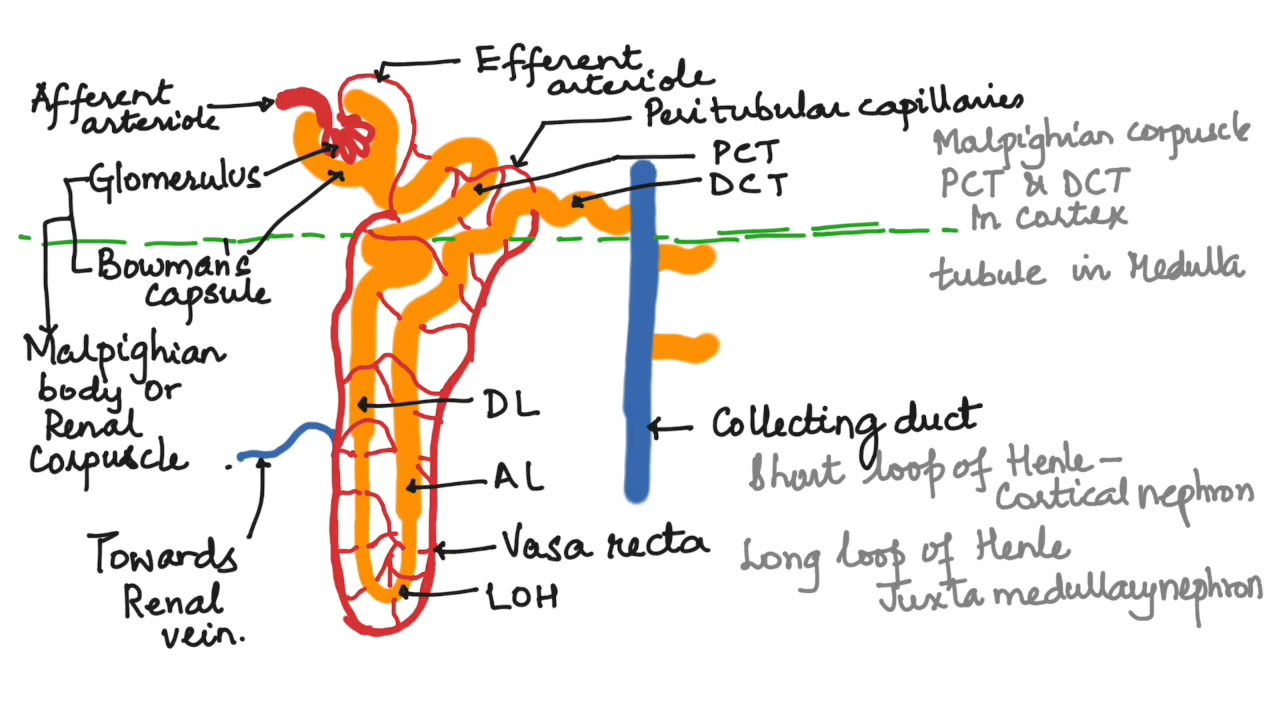 Efferent
arteriole
Afferent
arteriole
Peritubular capillaries
Malpighian corpuscle
PCT & DCT
In cortex
PCT
DCT
Glomerulus
Bowman's
capsule
tubule in Medulla
Malpighian
body or
Renal
Corpuscle
DL
Collecting duct
Short loop of Henle -
Cortical nephron
AL
Vasa recta
Long loop of Henle
Juxta medullary nephron
LOH
Towards
Renal
vein.